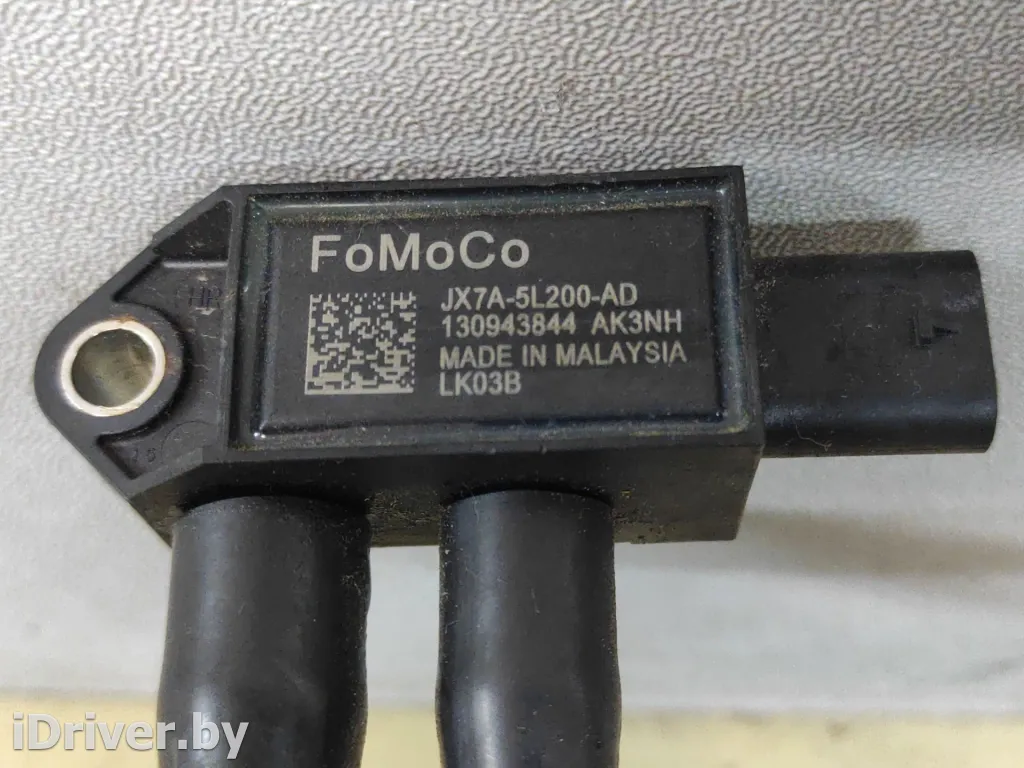 FoMoCo
JX7A-5L200-AD
130943844 AK3NH
MADE IN MALAYSIA
LK03B
iDriver.by